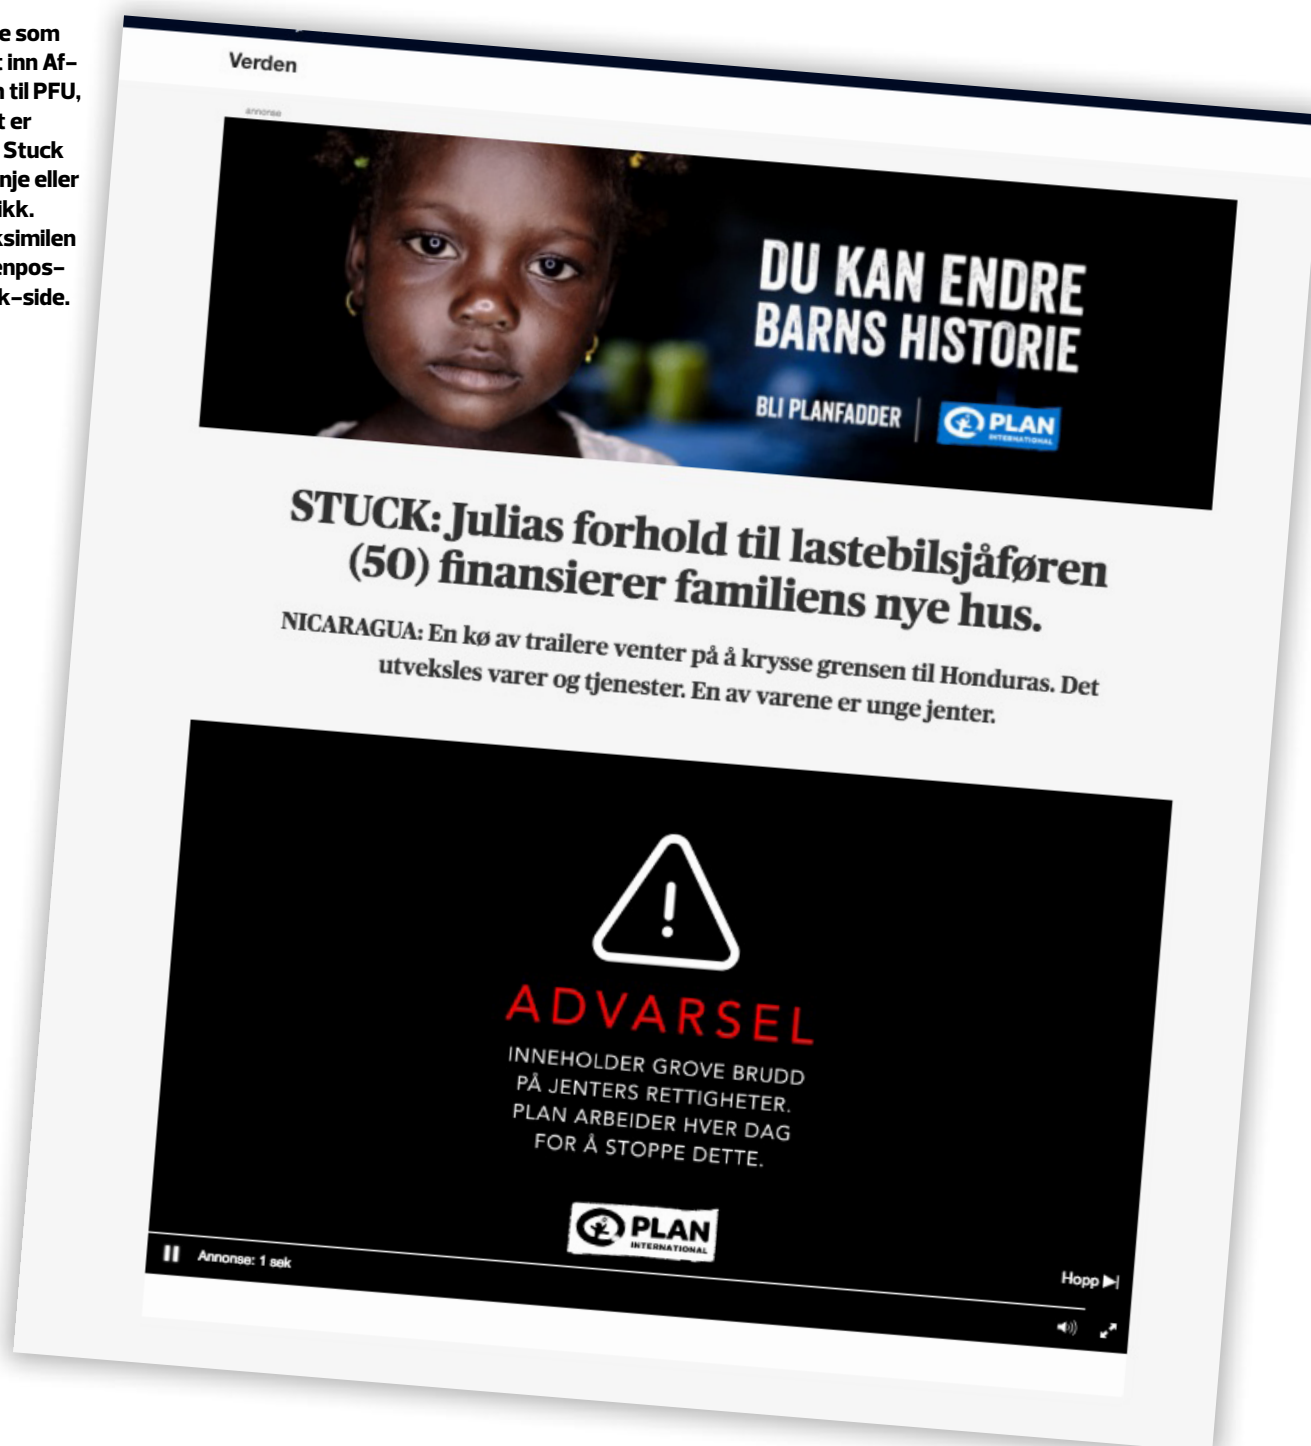 e som
t inn Af-
n til PFU,
t er
Stuck
nje eller
ikk.
ksimilen
enpos-
k-side.
Verden
annonse
DU KAN ENDRE
BARNS HISTORIE
BLI PLANFADDER
PLAN
INTERNATIONAL
STUCK: Julias forhold til lastebilsjåføren
(50) finansierer familiens nye hus.
NICARAGUA: En kø av trailere venter på å krysse grensen til Honduras. Det
utveksles varer og tjenester. En av varene er unge jenter.
!
ADVARSEL
INNEHOLDER GROVE BRUDD
PÅ JENTERS RETTIGHETER.
PLAN ARBEIDER HVER DAG
FOR Å STOPPE DETTE.
PLAN
INTERNATIONAL
Annonse: 1 sek
Hopp